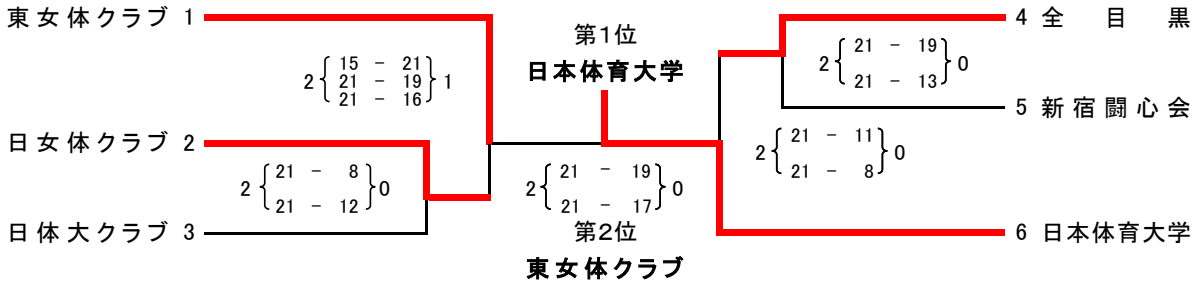 東女体クラブ 1
4 全目黒
第1位
日本体育大学
2 { 15 - 21 } 1
21 - 19
21 - 16
2 { 21 - 19 } 0
21 - 13
5 新宿闘心会
日女体クラブ 2
2 { 21 - 11 } 0
21 - 8
2 { 21 - 8 } 0
21 - 12
2 { 21 - 19 } 0
21 - 17
日体大クラブ 3
第2位
東女体クラブ
6 日本体育大学